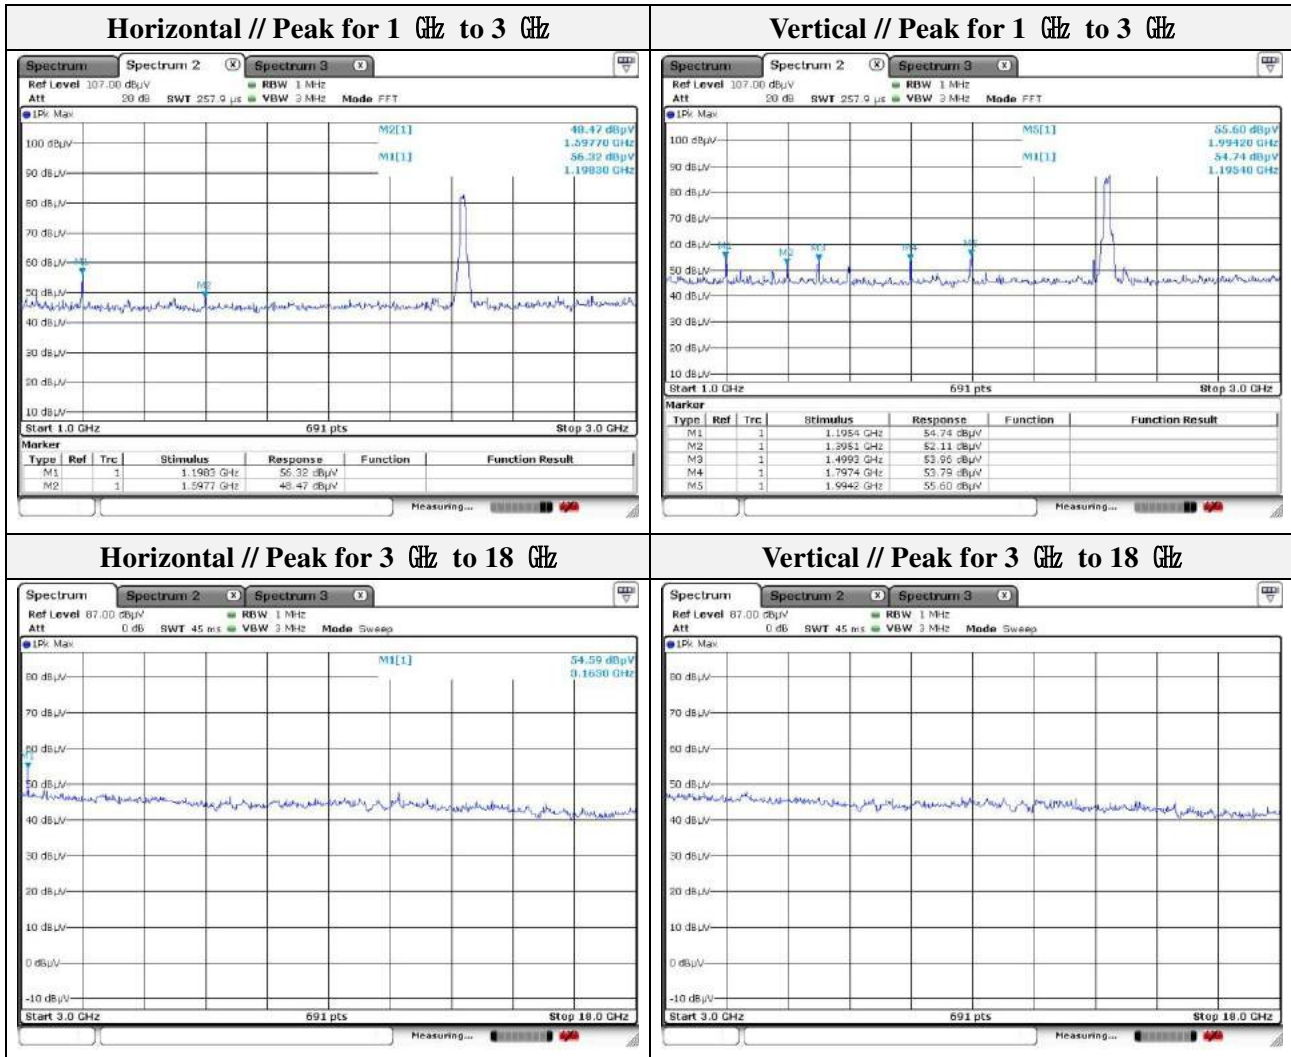 Horizontal // Peak for 1 ㎓ to 3 ㎓
Spectrum Spectrum 2 Spectrum 3
Ref Level 107.00 dBµV RBW 1 MHz
Att 20 dB SWT 257.9 µs VBW 3 MHz Mode FFT
1Pk Max
M2[1] 48.47 dBµV
1.59770 GHz
M1[1] 56.32 dBµV
1.19830 GHz
100 dBµV
90 dBµV
80 dBµV
70 dBµV
60 dBµV
M1
50 dBµV
M2
40 dBµV
30 dBµV
20 dBµV
10 dBµV
Start 1.0 GHz 691 pts Stop 3.0 GHz
Marker
Type Ref Trc Stimulus Response Function Function Result
M1 1 1.1983 GHz 56.32 dBµV
M2 1 1.5977 GHz 48.47 dBµV
Measuring...
Vertical // Peak for 1 ㎓ to 3 ㎓
Spectrum Spectrum 2 Spectrum 3
Ref Level 107.00 dBµV RBW 1 MHz
Att 20 dB SWT 257.9 µs VBW 3 MHz Mode FFT
1Pk Max
M5[1] 55.60 dBµV
1.99420 GHz
M1[1] 54.74 dBµV
1.19540 GHz
100 dBµV
90 dBµV
80 dBµV
70 dBµV
60 dBµV
M1 M2 M3 M4 M5
50 dBµV
40 dBµV
30 dBµV
20 dBµV
10 dBµV
Start 1.0 GHz 691 pts Stop 3.0 GHz
Marker
Type Ref Trc Stimulus Response Function Function Result
M1 1 1.1954 GHz 54.74 dBµV
M2 1 1.3951 GHz 52.11 dBµV
M3 1 1.4993 GHz 53.96 dBµV
M4 1 1.7974 GHz 53.79 dBµV
M5 1 1.9942 GHz 55.60 dBµV
Measuring...
Horizontal // Peak for 3 ㎓ to 18 ㎓
Spectrum Spectrum 2 Spectrum 3
Ref Level 87.00 dBµV RBW 1 MHz
Att 0 dB SWT 45 ms VBW 3 MHz Mode Sweep
1Pk Max
M1[1] 54.59 dBµV
3.1630 GHz
80 dBµV
70 dBµV
60 dBµV
M1
50 dBµV
40 dBµV
30 dBµV
20 dBµV
10 dBµV
0 dBµV
-10 dBµV
Start 3.0 GHz 691 pts Stop 18.0 GHz
Measuring...
Vertical // Peak for 3 ㎓ to 18 ㎓
Spectrum Spectrum 2 Spectrum 3
Ref Level 87.00 dBµV RBW 1 MHz
Att 0 dB SWT 45 ms VBW 3 MHz Mode Sweep
1Pk Max
80 dBµV
70 dBµV
60 dBµV
50 dBµV
40 dBµV
30 dBµV
20 dBµV
10 dBµV
0 dBµV
-10 dBµV
Start 3.0 GHz 691 pts Stop 18.0 GHz
Measuring...